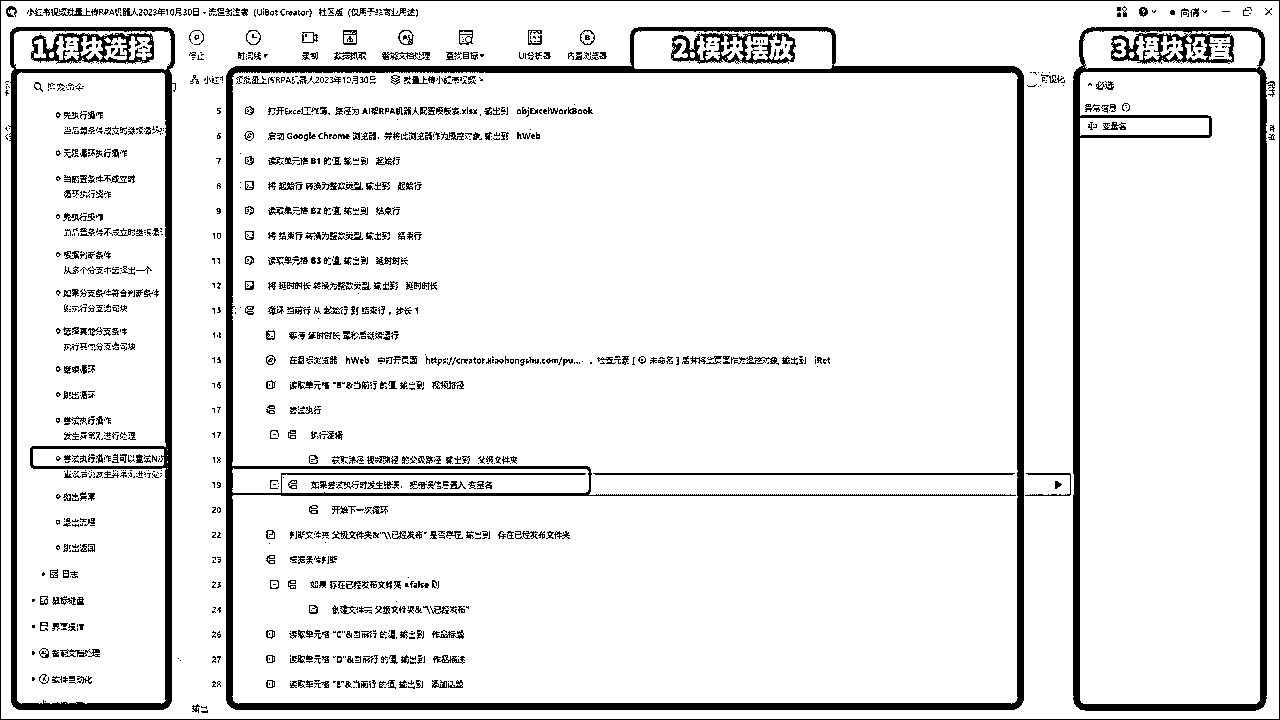 小红书视频批量上传RPA机器人2023年10月30日 - 流程创造者 (UiBot Creator) 社区版 (仅用于非商业用途)
1.模块选择
2.模块摆放
3.模块设置
停止
时间线
录制
数据抓取
智能文档处理
查找目标
UI分析器
内置浏览器
搜索命令
批量上传RPA机器人2023年10月30日
批量上传小红书视频
可视化
先执行操作
当后置条件成立时继续循环
无限循环执行操作
当前置条件不成立时
循环执行操作
先执行操作
当后置条件不成立时继续
根据判断条件
从多个分支中选择出一个
如果分支条件符合判断条件
则执行分支语句块
选择其他分支条件
执行其他分支语句块
继续循环
跳出循环
尝试执行操作
发生异常则进行处理
尝试执行操作且可以重试N次
重试后仍发生异常则进行处
抛出异常
退出流程
跳出返回
日志
鼠标键盘
界面操作
智能文档处理
软件自动化
5 打开Excel工作簿，路径为 AI帮RPA机器人配置模板表.xlsx，输出到 objExcelWorkBook
6 启动 Google Chrome 浏览器，并将此浏览器作为操控对象，输出到 hWeb
7 读取单元格 B1 的值，输出到 起始行
8 将 起始行 转换为整数类型，输出到 起始行
9 读取单元格 B2 的值，输出到 结束行
10 将 结束行 转换为整数类型，输出到 结束行
11 读取单元格 B3 的值，输出到 延时时长
12 将 延时时长 转换为整数类型，输出到 延时时长
13 循环 当前行 从 起始行 到 结束行，步长 1
14 等待 延时时长 毫秒后继续运行
15 在目标浏览器 hWeb 中打开页面 https://creator.xiaohongshu.com/pu... ，检查元素 [ 未命名 ] 后将浏览器作为操控对象，输出到 iRet
16 读取单元格 "B"&当前行 的值，输出到 视频路径
17 尝试执行
17 执行逻辑
18 获取路径 视频路径 的父级路径，输出到 父级文件夹
19 如果尝试执行时发生错误，把错误信息置入 变量名
20 开始下一次循环
22 判断文件夹 父级文件夹&"\\已经发布" 是否存在，输出到 存在已经发布文件夹
23 根据条件判断
23 如果 存在已经发布文件夹 =false 则
24 创建文件夹 父级文件夹&"\\已经发布"
26 读取单元格 "C"&当前行 的值，输出到 作品标题
27 读取单元格 "D"&当前行 的值，输出到 作品描述
28 读取单元格 "E"&当前行 的值，输出到 添加话题
必选
异常信息
变量名
输出